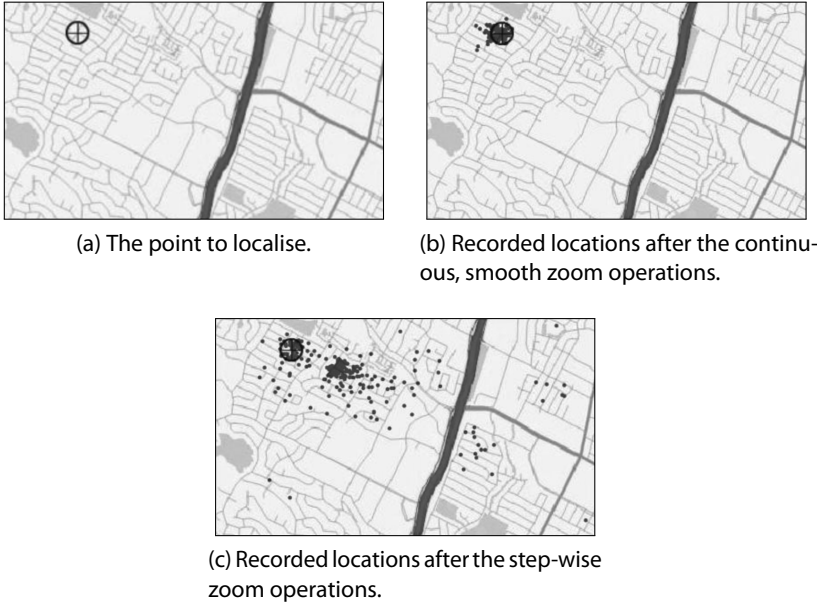 (a) The point to localise.
(b) Recorded locations after the continu-
ous, smooth zoom operations.
(c) Recorded locations after the step-wise
zoom operations.